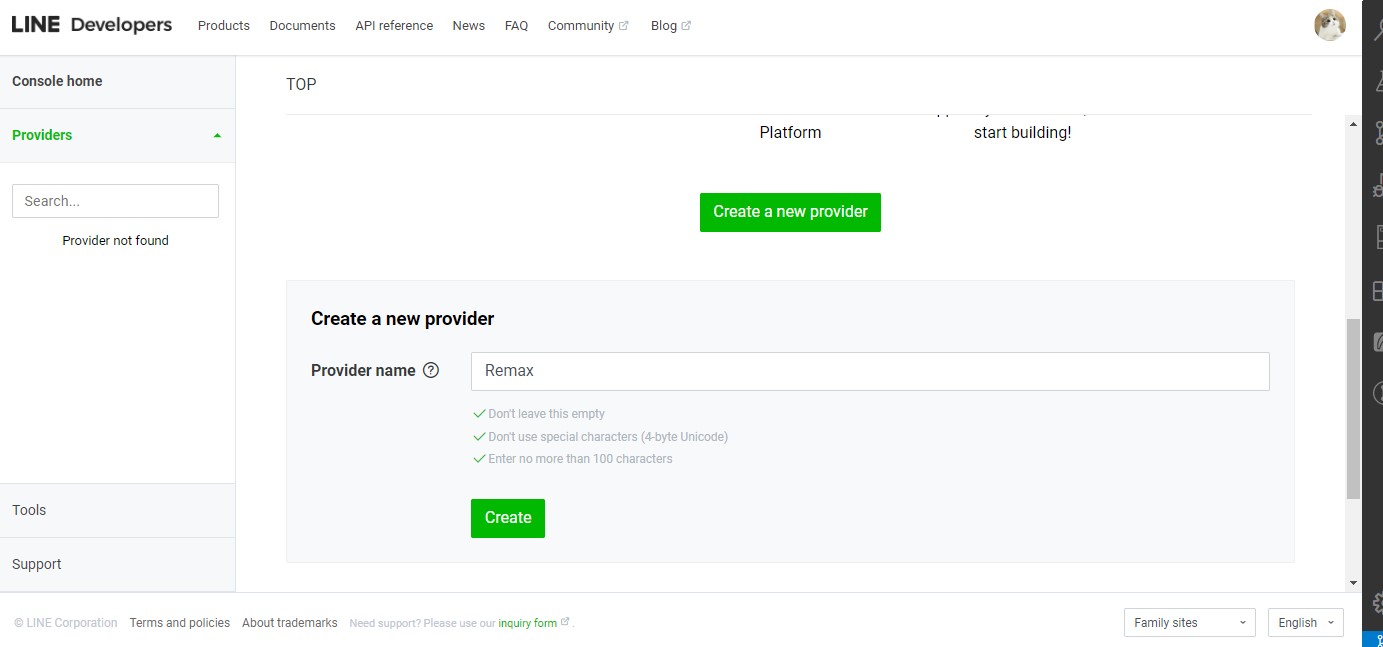 LINE Developers
Products Documents API reference News FAQ Community Blog
Console home
Providers
Search...
Provider not found
Tools
Support
TOP
Platform
start building!
Create a new provider
Create a new provider
Provider name ?
Remax
Don't leave this empty
Don't use special characters (4-byte Unicode)
Enter no more than 100 characters
Create
© LINE Corporation Terms and policies About trademarks Need support? Please use our inquiry form .
Family sites
English